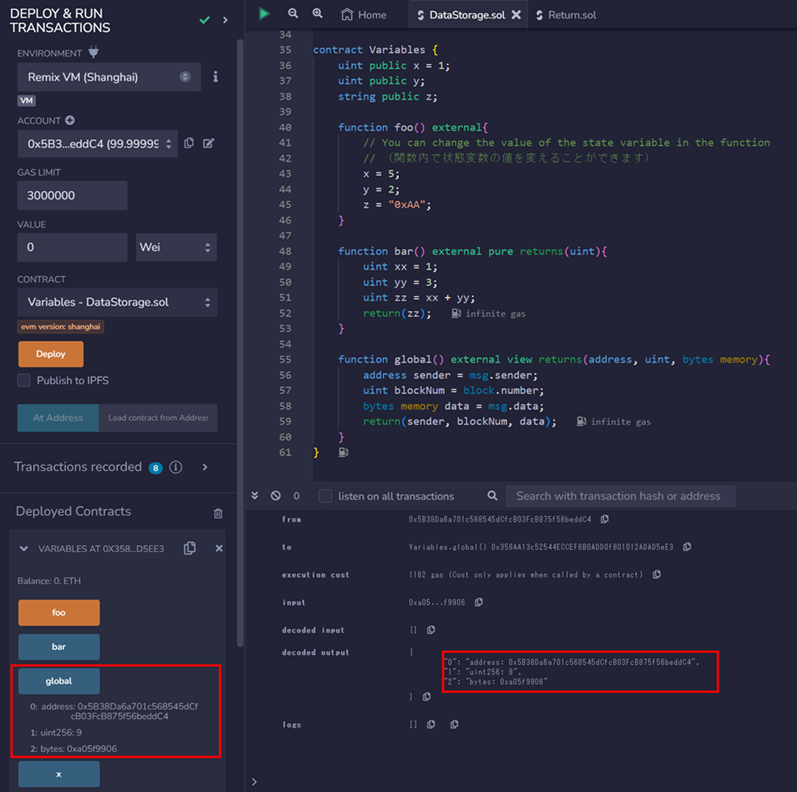 DEPLOY & RUN
TRANSACTIONS
ENVIRONMENT
Remix VM (Shanghai)
VM
ACCOUNT
0x5B3...eddC4 (99.99999
GAS LIMIT
3000000
VALUE
0
Wei
CONTRACT
Variables - DataStorage.sol
evm version: shanghai
Deploy
Publish to IPFS
At Address
Load contract from Address
Transactions recorded 8
Deployed Contracts
VARIABLES AT 0X358...D5EE3
Balance: 0. ETH
foo
bar
global
0: address: 0x5B38Da6a701c568545dCf
cB03FcB875f56beddC4
1: uint256: 9
2: bytes: 0xa05f9906
x
Home
DataStorage.sol
Return.sol
34
35 contract Variables {
36 uint public x = 1;
37 uint public y;
38 string public z;
39
40 function foo() external{
41 // You can change the value of the state variable in the function
42 // （関数内で状態変数の値を変えることができます）
43 x = 5;
44 y = 2;
45 z = "0xAA";
46 }
47
48 function bar() external pure returns(uint){
49 uint xx = 1;
50 uint yy = 3;
51 uint zz = xx + yy;
52 return(zz); infinite gas
53 }
54
55 function global() external view returns(address, uint, bytes memory){
56 address sender = msg.sender;
57 uint blockNum = block.number;
58 bytes memory data = msg.data;
59 return(sender, blockNum, data); infinite gas
60 }
61 }
0
listen on all transactions
Search with transaction hash or address
from 0x5B38Da6a701c568545dCfcB03FcB875f56beddC4
to Variables.global() 0x358AA13c52544ECCEF6B0ADD0f801012ADAD5eE3
execution cost 1162 gas (Cost only applies when called by a contract)
input 0xa05...f9906
decoded input {}
decoded output {
"0": "address: 0x5B38Da6a701c568545dCfcB03FcB875f56beddC4",
"1": "uint256: 9",
"2": "bytes: 0xa05f9906"
}
logs []
>